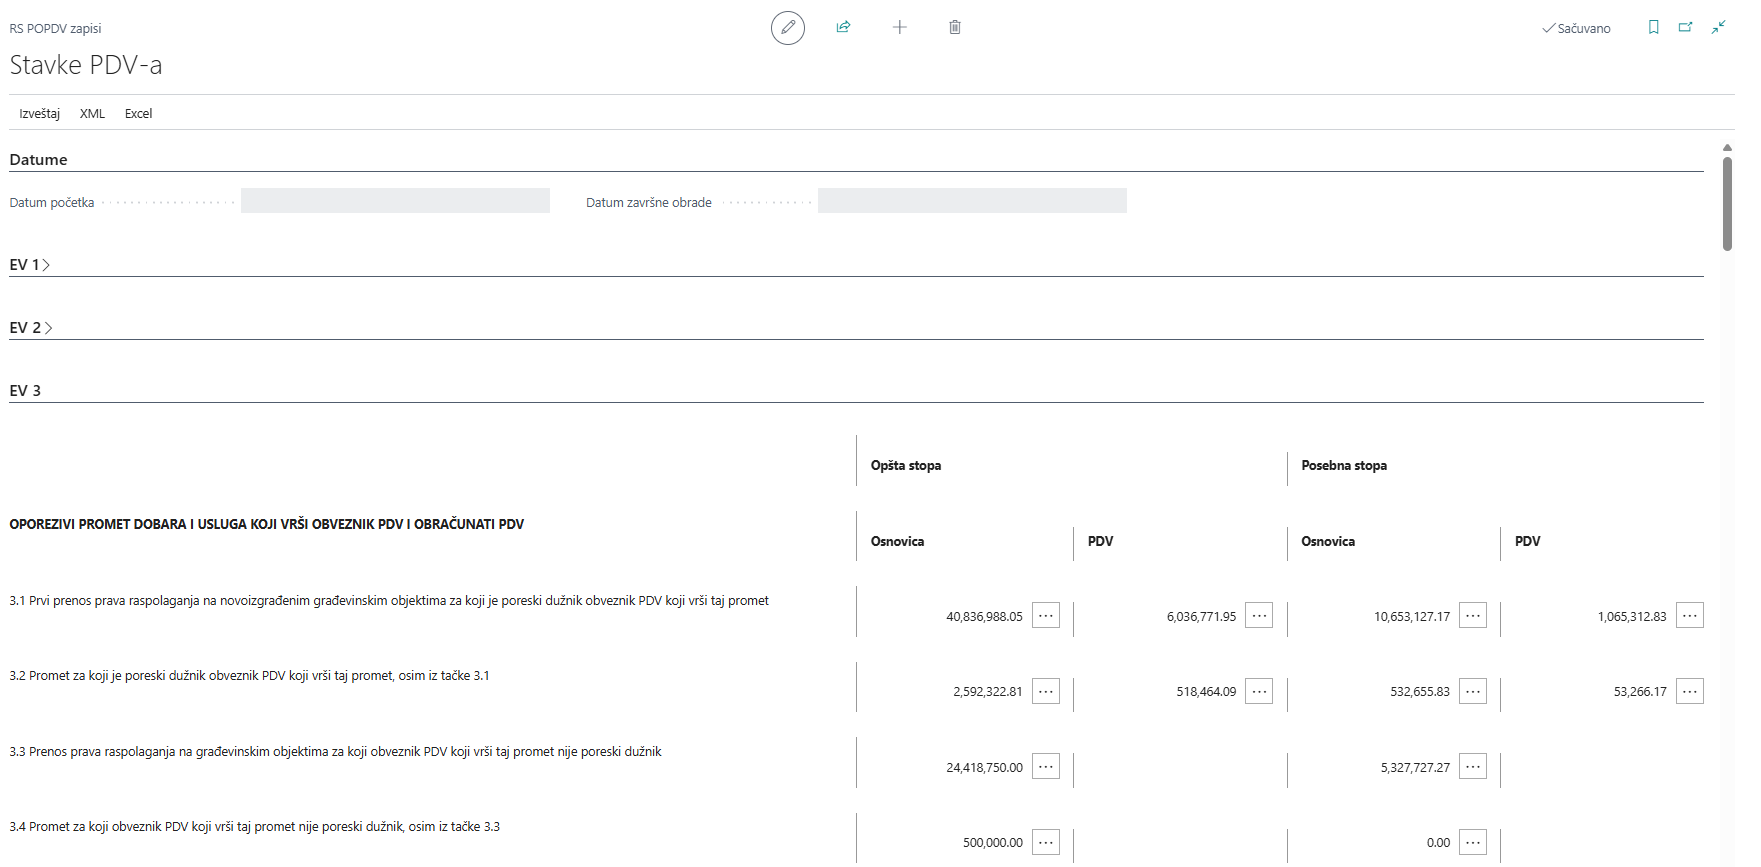 RS POPDV zapisi
Sačuvano
Stavke PDV-a
Izveštaj XML Excel
Datume
Datum početka Datum završne obrade
EV 1
EV 2
EV 3
Opšta stopa Posebna stopa
OPOREZIVI PROMET DOBARA I USLUGA KOJI VRŠI OBVEZNIK PDV I OBRAČUNATI PDV
Osnovica PDV Osnovica PDV
3.1 Prvi prenos prava raspolaganja na novoizgrađenim građevinskim objektima za koji je poreski dužnik obveznik PDV koji vrši taj promet
40,836,988.05 ... 6,036,771.95 ... 10,653,127.17 ... 1,065,312.83 ...
3.2 Promet za koji je poreski dužnik obveznik PDV koji vrši taj promet, osim iz tačke 3.1
2,592,322.81 ... 518,464.09 ... 532,655.83 ... 53,266.17 ...
3.3 Prenos prava raspolaganja na građevinskim objektima za koji obveznik PDV koji vrši taj promet nije poreski dužnik
24,418,750.00 ... 5,327,727.27 ...
3.4 Promet za koji obveznik PDV koji vrši taj promet nije poreski dužnik, osim iz tačke 3.3
500,000.00 ... 0.00 ...